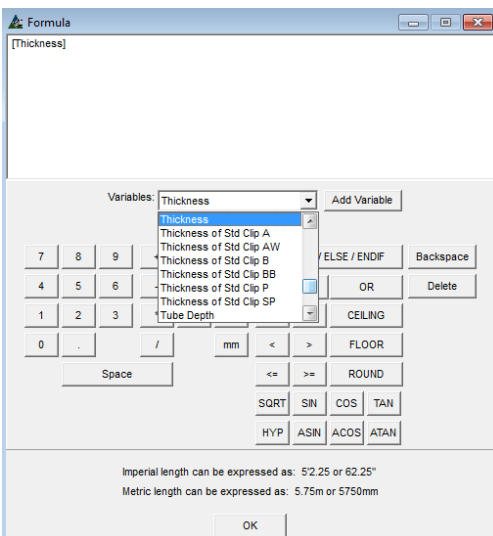 Formula
[Thickness]
Variables: Thickness Add Variable
Thickness
Thickness of Std Clip A
Thickness of Std Clip AW
Thickness of Std Clip B
Thickness of Std Clip BB
Thickness of Std Clip P
Thickness of Std Clip SP
Tube Depth
7 8 9 / ELSE / ENDIF Backspace
4 5 6 - OR Delete
1 2 3 * CEILING
0 . / mm < > FLOOR
Space <= >= ROUND
SQRT SIN COS TAN
HYP ASIN ACOS ATAN
Imperial length can be expressed as: 5'2.25 or 62.25"
Metric length can be expressed as: 5.75m or 5750mm
OK